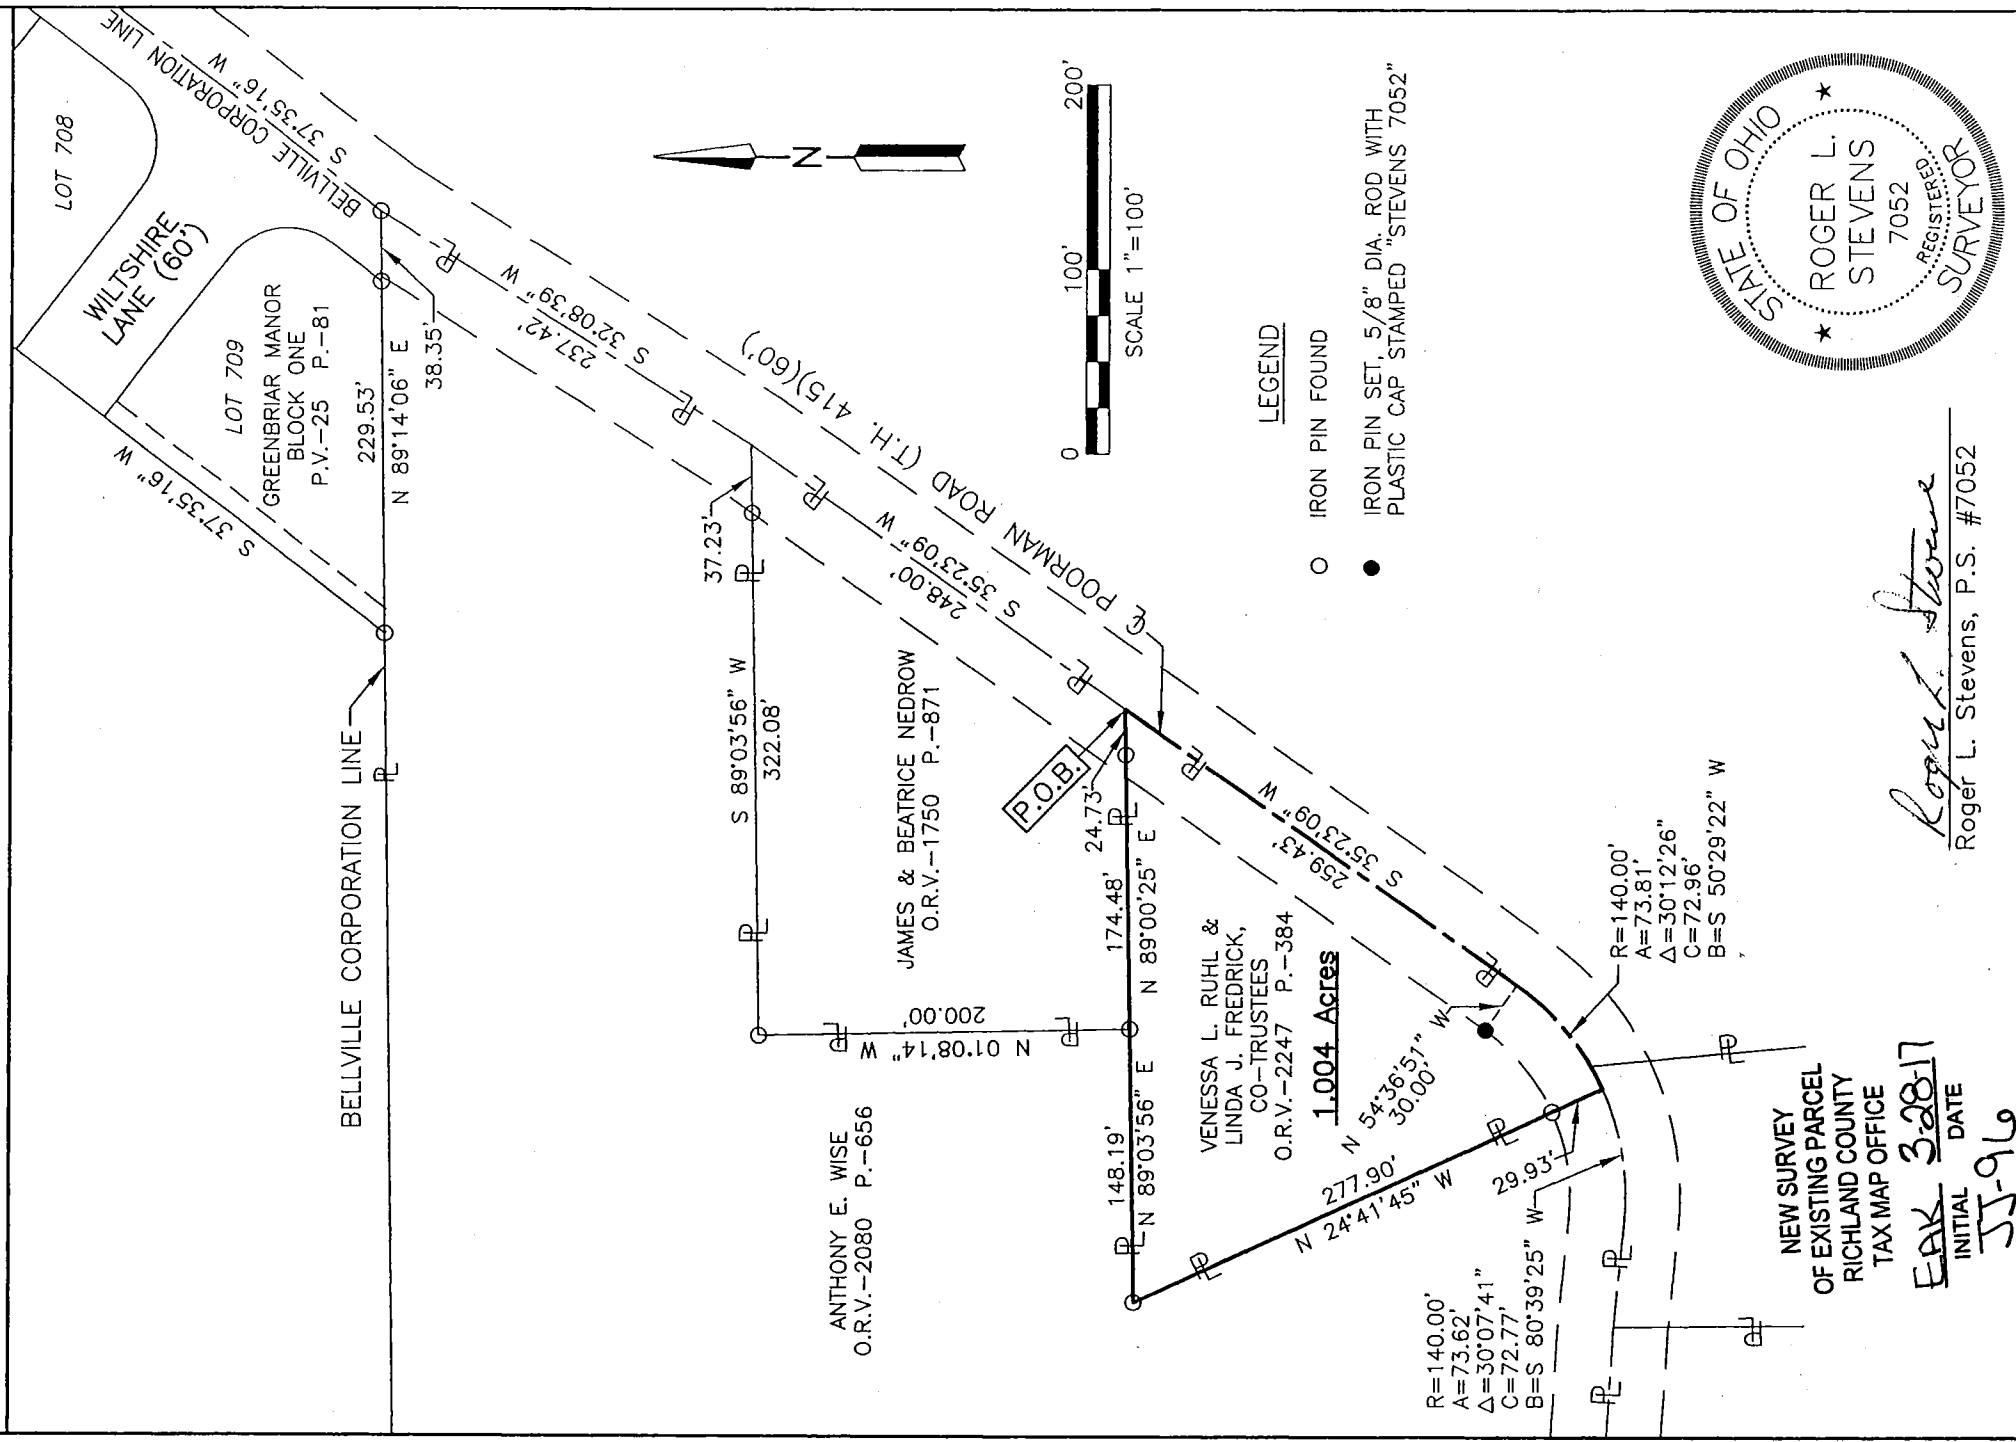 BELLVILLE CORPORATION LINE
S 37°35'16" W
LOT 708
WILTSHIRE
LANE (60')
LOT 709
GREENBRIAR MANOR
BLOCK ONE
P.V.-25 P.-81
S 37°35'16" W
229.53'
N 89°14'06" E
38.35'
BELLVILLE CORPORATION LINE
237.42'
S 32°08'39" W
37.23'
S 89°03'56" W
322.08'
248.00'
S 35°23'09" W
℄ POORMAN ROAD (T.H. 415)(60')
JAMES & BEATRICE NEDROW
O.R.V.-1750 P.-871
N 01°08'14" W
200.00'
ANTHONY E. WISE
O.R.V.-2080 P.-656
P.O.B.
24.73'
174.48'
N 89°00'25" E
148.19'
N 89°03'56" E
VENESSA L. RUHL &
LINDA J. FREDRICK,
CO-TRUSTEES
O.R.V.-2247 P.-384
1.004 Acres
259.43'
S 35°23'09" W
N 54°36'51" W
30.00'
277.90'
N 24°41'45" W
29.93'
R=140.00'
A=73.81'
Δ=30°12'26"
C=72.96'
B=S 50°29'22" W
R=140.00'
A=73.62'
Δ=30°07'41"
C=72.77'
B=S 80°39'25" W
N
0 100' 200'
SCALE 1"=100'
LEGEND
IRON PIN FOUND
IRON PIN SET, 5/8" DIA. ROD WITH
PLASTIC CAP STAMPED "STEVENS 7052"
STATE OF OHIO
ROGER L.
STEVENS
7052
REGISTERED
SURVEYOR
Roger L. Stevens
Roger L. Stevens, P.S. #7052
NEW SURVEY
OF EXISTING PARCEL
RICHLAND COUNTY
TAX MAP OFFICE
EAK 3-28-17
INITIAL DATE
JJ-96